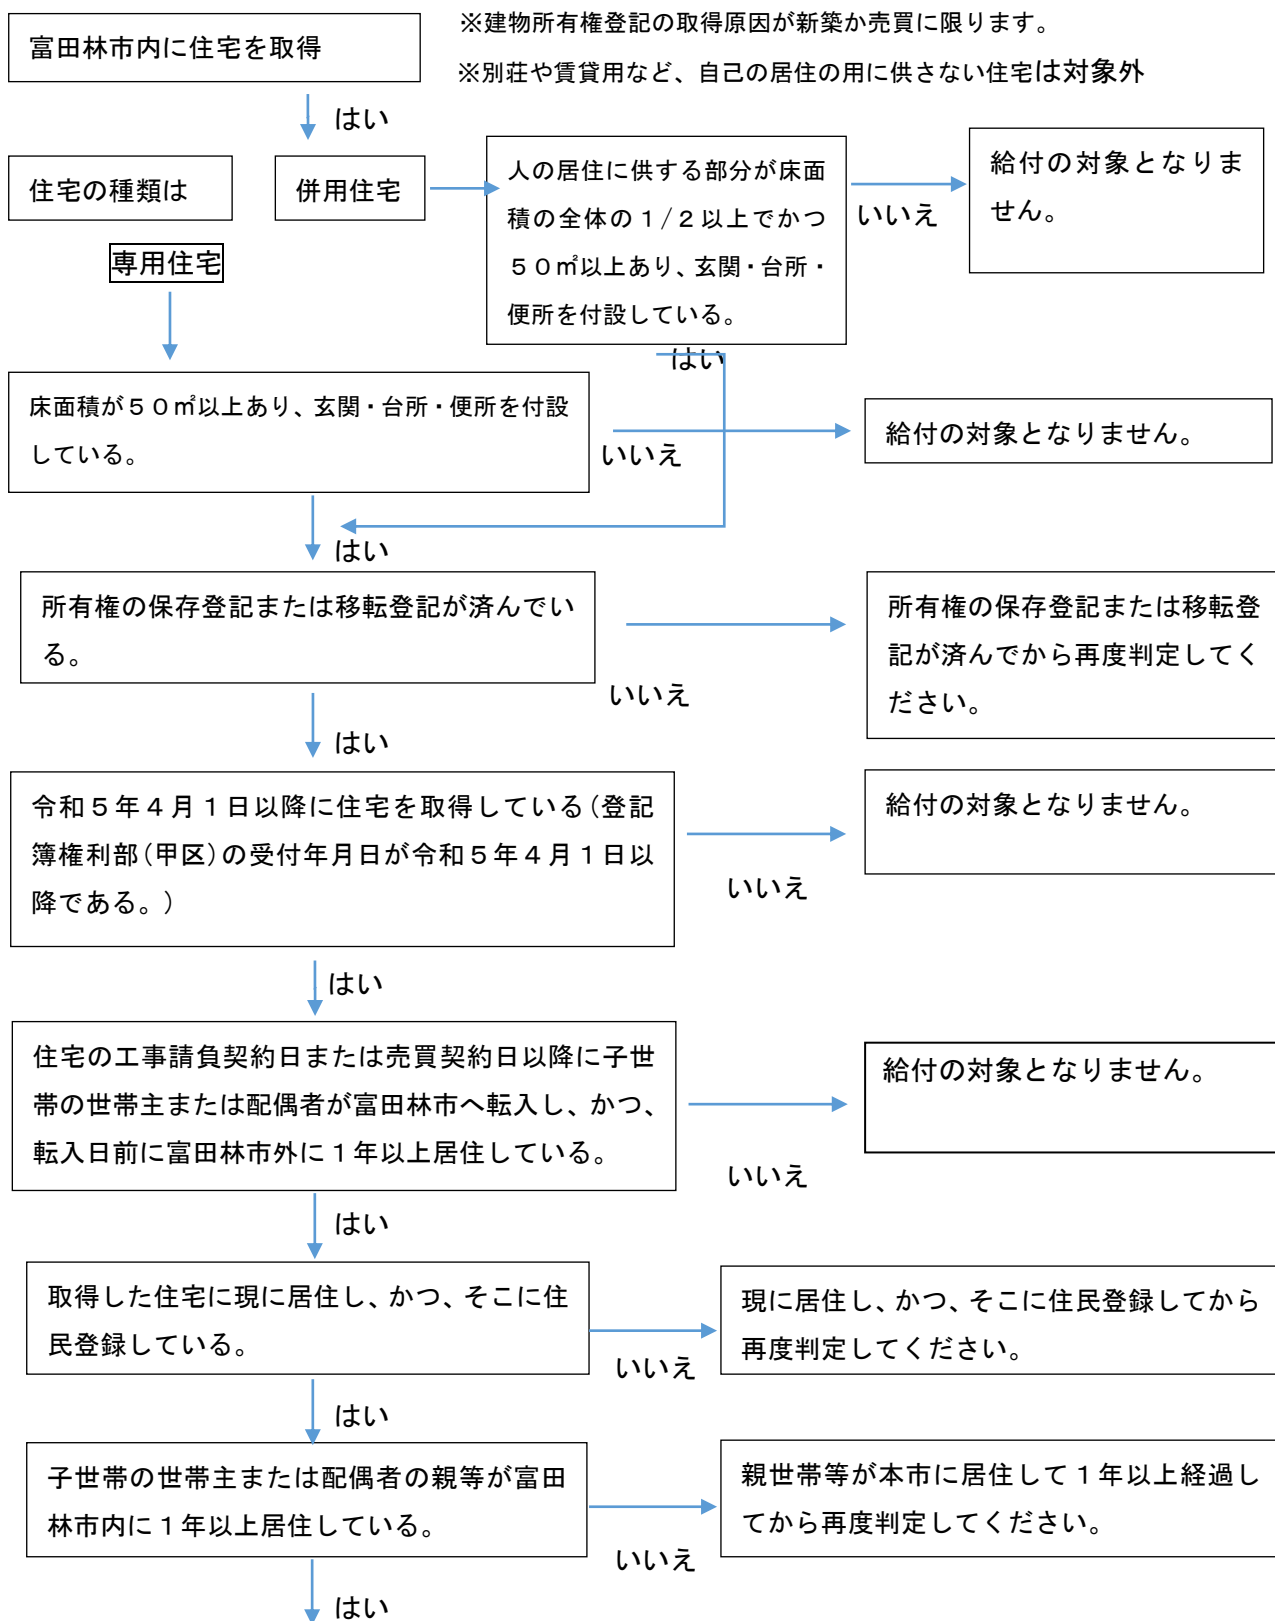 ※建物所有権登記の取得原因が新築か売買に限ります。
富田林市内に住宅を取得
※別荘や賃貸用など、自己の居住の用に供さない住宅は対象外
はい
住宅の種類は
併用住宅
人の居住に供する部分が床面
積の全体の１/２以上でかつ
５０㎡以上あり、玄関・台所・
便所を付設している。
いいえ
給付の対象となりま
せん。
専用住宅
はい
床面積が５０㎡以上あり、玄関・台所・便所を付設
している。
いいえ
給付の対象となりません。
はい
所有権の保存登記または移転登記が済んでい
る。
いいえ
所有権の保存登記または移転登
記が済んでから再度判定してく
ださい。
はい
令和５年４月１日以降に住宅を取得している(登記
簿権利部(甲区)の受付年月日が令和５年４月１日以
降である。)
いいえ
給付の対象となりません。
はい
住宅の工事請負契約日または売買契約日以降に子世
帯の世帯主または配偶者が富田林市へ転入し、かつ、
転入日前に富田林市外に１年以上居住している。
いいえ
給付の対象となりません。
はい
取得した住宅に現に居住し、かつ、そこに住
民登録している。
いいえ
現に居住し、かつ、そこに住民登録してから
再度判定してください。
はい
子世帯の世帯主または配偶者の親等が富田
林市内に１年以上居住している。
いいえ
親世帯等が本市に居住して１年以上経過し
てから再度判定してください。
はい